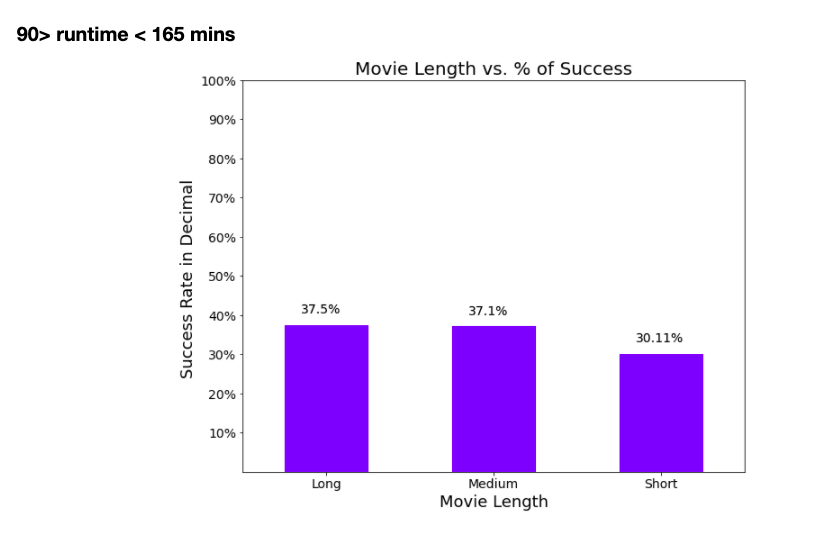 90> runtime < 165 mins
Movie Length vs. % of Success
100%
90%
80%
70%
60%
50%
40%
30%
20%
10%
Success Rate in Decimal
37.5%
37.1%
30.11%
Long
Medium
Short
Movie Length